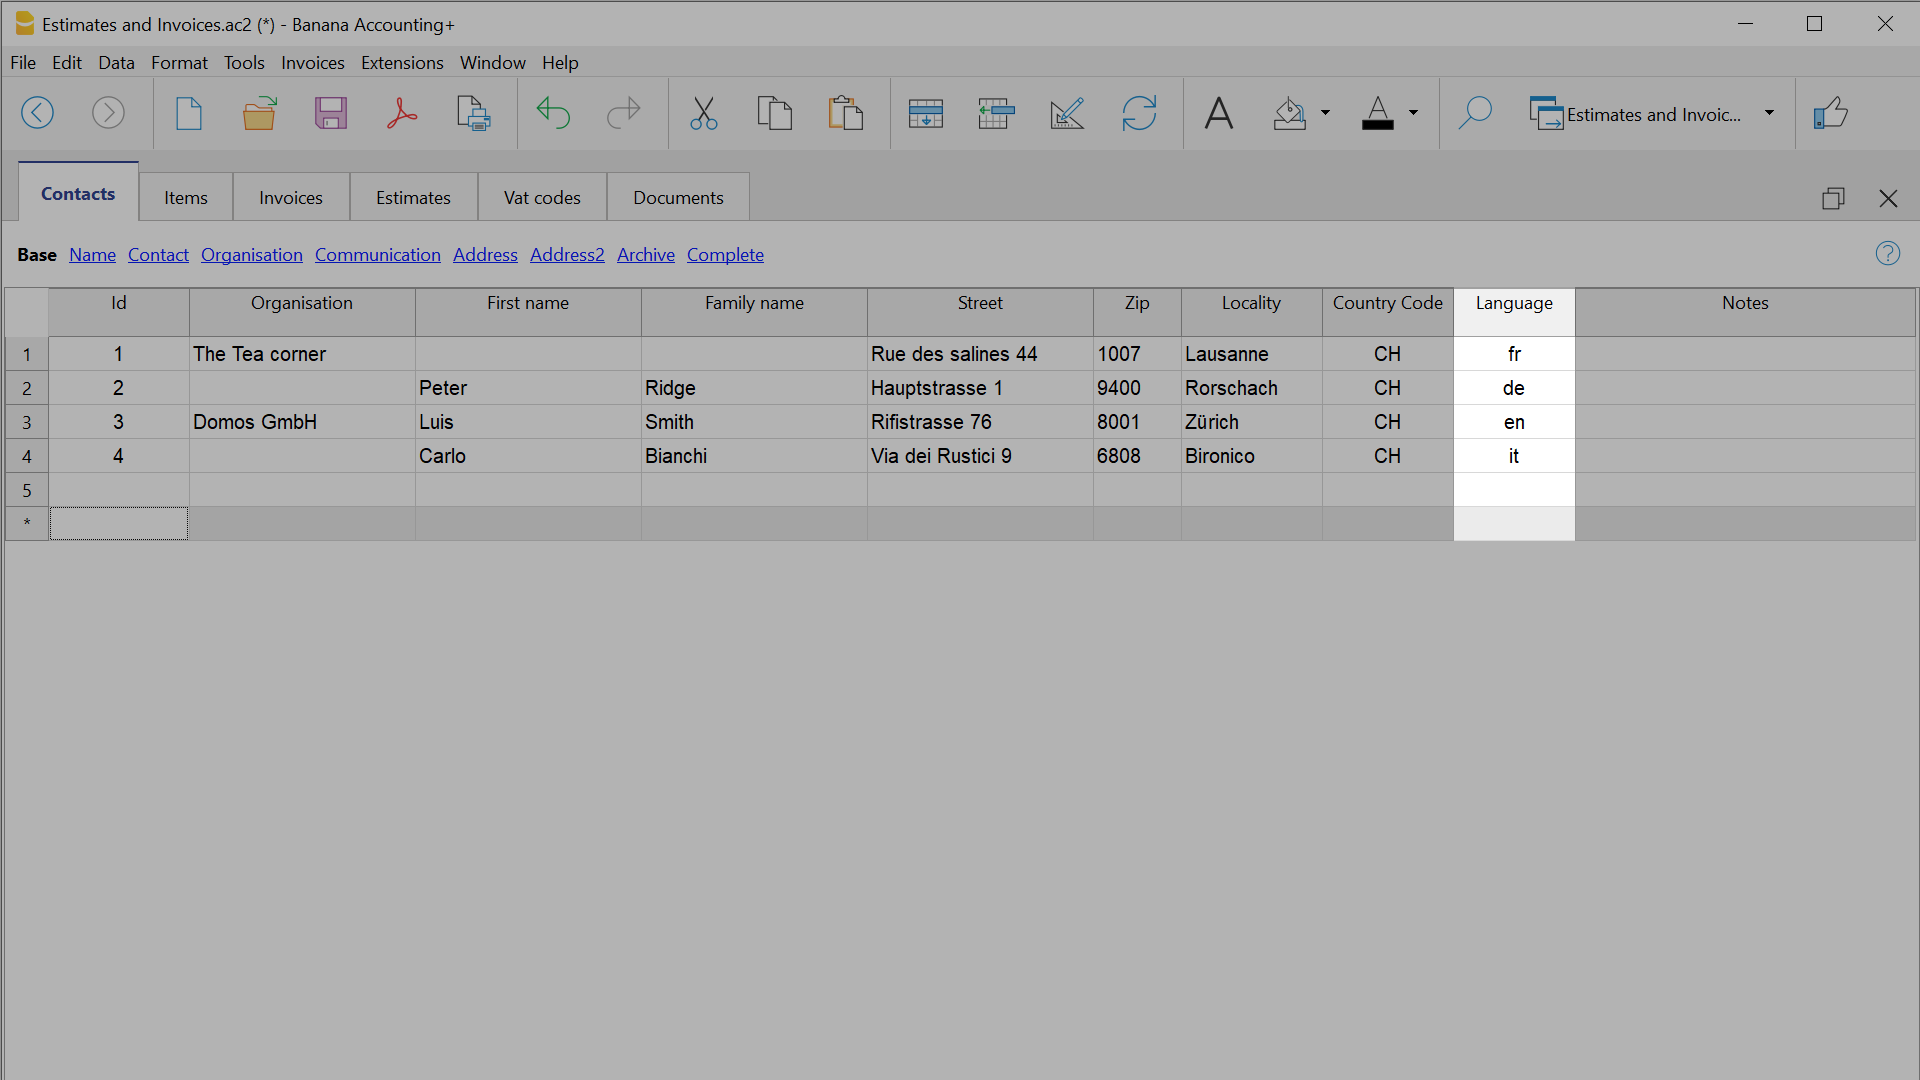 Estimates and Invoices.ac2 (*) - Banana Accounting+
File Edit Data Format Tools Invoices Extensions Window Help
Estimates and Invoic...
Contacts Items Invoices Estimates Vat codes Documents
Base Name Contact Organisation Communication Address Address2 Archive Complete
Id Organisation First name Family name Street Zip Locality Country Code Language Notes
1 1 The Tea corner Rue des salines 44 1007 Lausanne CH fr
2 2 Peter Ridge Hauptstrasse 1 9400 Rorschach CH de
3 3 Domos GmbH Luis Smith Rifistrasse 76 8001 Zürich CH en
4 4 Carlo Bianchi Via dei Rustici 9 6808 Bironico CH it
5
*